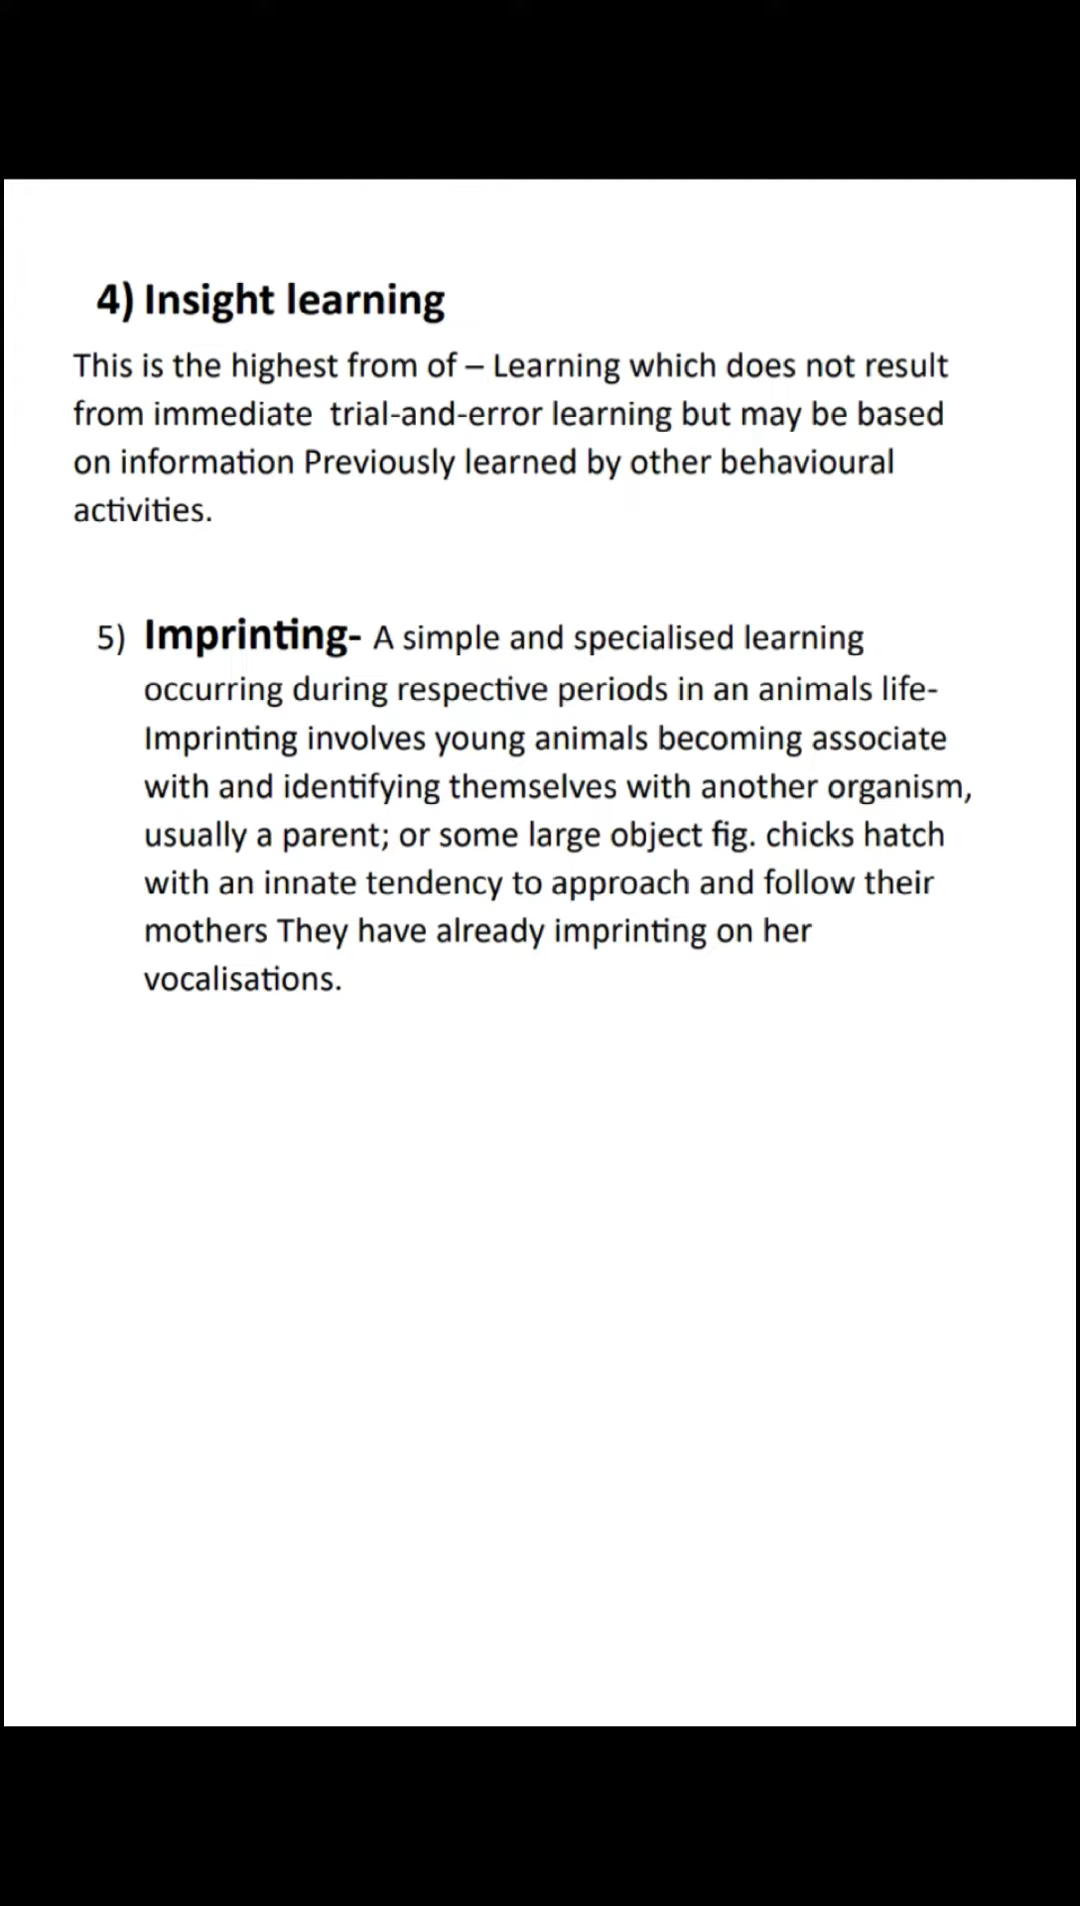 4) Insight learning
This is the highest from of – Learning which does not result
from immediate  trial-and-error learning but may be based
on information Previously learned by other behavioural
activities.
5) Imprinting- A simple and specialised learning
occurring during respective periods in an animals life-
Imprinting involves young animals becoming associate
with and identifying themselves with another organism,
usually a parent; or some large object fig. chicks hatch
with an innate tendency to approach and follow their
mothers They have already imprinting on her
vocalisations.